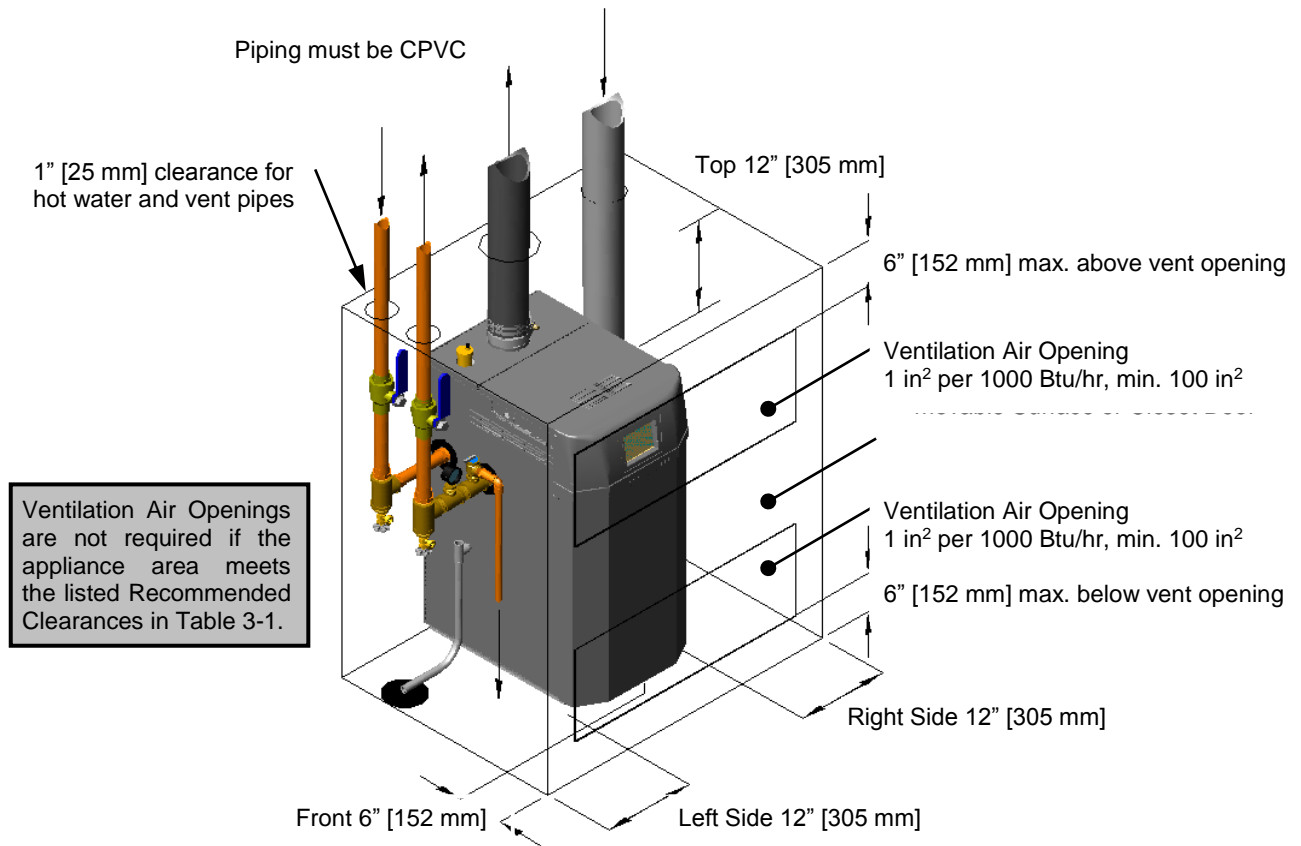 Piping must be CPVC
1” [25 mm] clearance for
hot water and vent pipes
Top 12” [305 mm]
6” [152 mm] max. above vent opening
Ventilation Air Opening
1 in² per 1000 Btu/hr, min. 100 in²
Ventilation Air Openings
are not required if the
appliance area meets
the listed Recommended
Clearances in Table 3-1.
Ventilation Air Opening
1 in² per 1000 Btu/hr, min. 100 in²
6” [152 mm] max. below vent opening
Right Side 12” [305 mm]
Front 6” [152 mm]
Left Side 12” [305 mm]